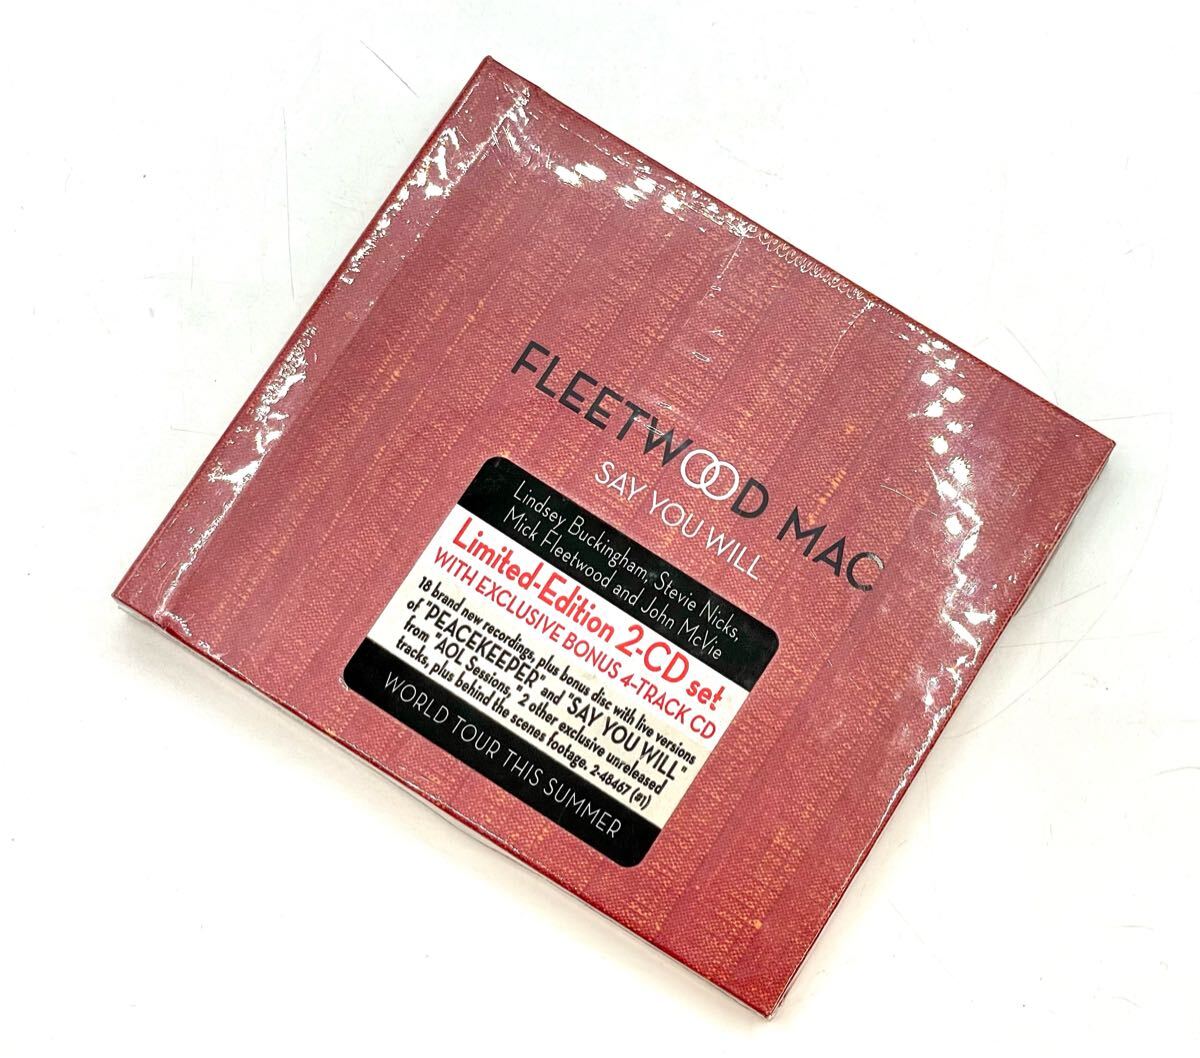 FLEETWOOD MAC
SAY YOU WILL
Lindsey Buckingham, Stevie Nicks,
Mick Fleetwood and John McVie
Limited-Edition 2-CD set
WITH EXCLUSIVE BONUS 4-TRACK CD
18 brand new recordings, plus bonus disc with live versions
of "PEACEKEEPER" and "SAY YOU WILL"
from "AOL Sessions," 2 other exclusive unreleased
tracks, plus behind the scenes footage. 2-48467 (#1)
WORLD TOUR THIS SUMMER